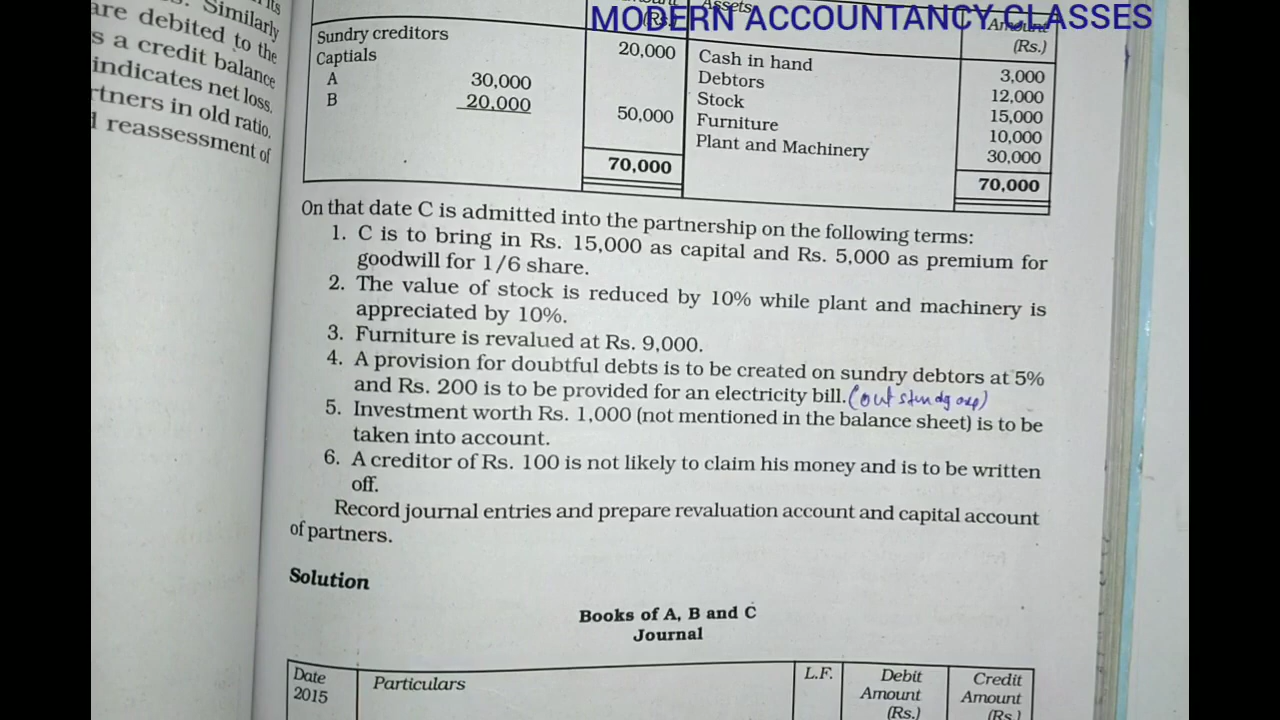 Similarly
are debited to the
s a credit balance
indicates net loss.
rtners in old ratio,
reassessment of
MODERN ACCOUNTANCY CLASSES
(Rs.) Assets Amount
(Rs.)
Sundry creditors 20,000 Cash in hand 3,000
Captials Debtors 12,000
A 30,000 Stock 15,000
B 20,000 50,000 Furniture 10,000
Plant and Machinery 30,000
70,000 70,000
On that date C is admitted into the partnership on the following terms:
1. C is to bring in Rs. 15,000 as capital and Rs. 5,000 as premium for
goodwill for 1/6 share.
2. The value of stock is reduced by 10% while plant and machinery is
appreciated by 10%.
3. Furniture is revalued at Rs. 9,000.
4. A provision for doubtful debts is to be created on sundry debtors at 5%
and Rs. 200 is to be provided for an electricity bill.
5. Investment worth Rs. 1,000 (not mentioned in the balance sheet) is to be
taken into account.
6. A creditor of Rs. 100 is not likely to claim his money and is to be written
off.
Record journal entries and prepare revaluation account and capital account
of partners.
Solution
Books of A, B and C
Journal
Date Particulars L.F. Debit Credit
2015 Amount Amount
(Rs.) (Rs.)